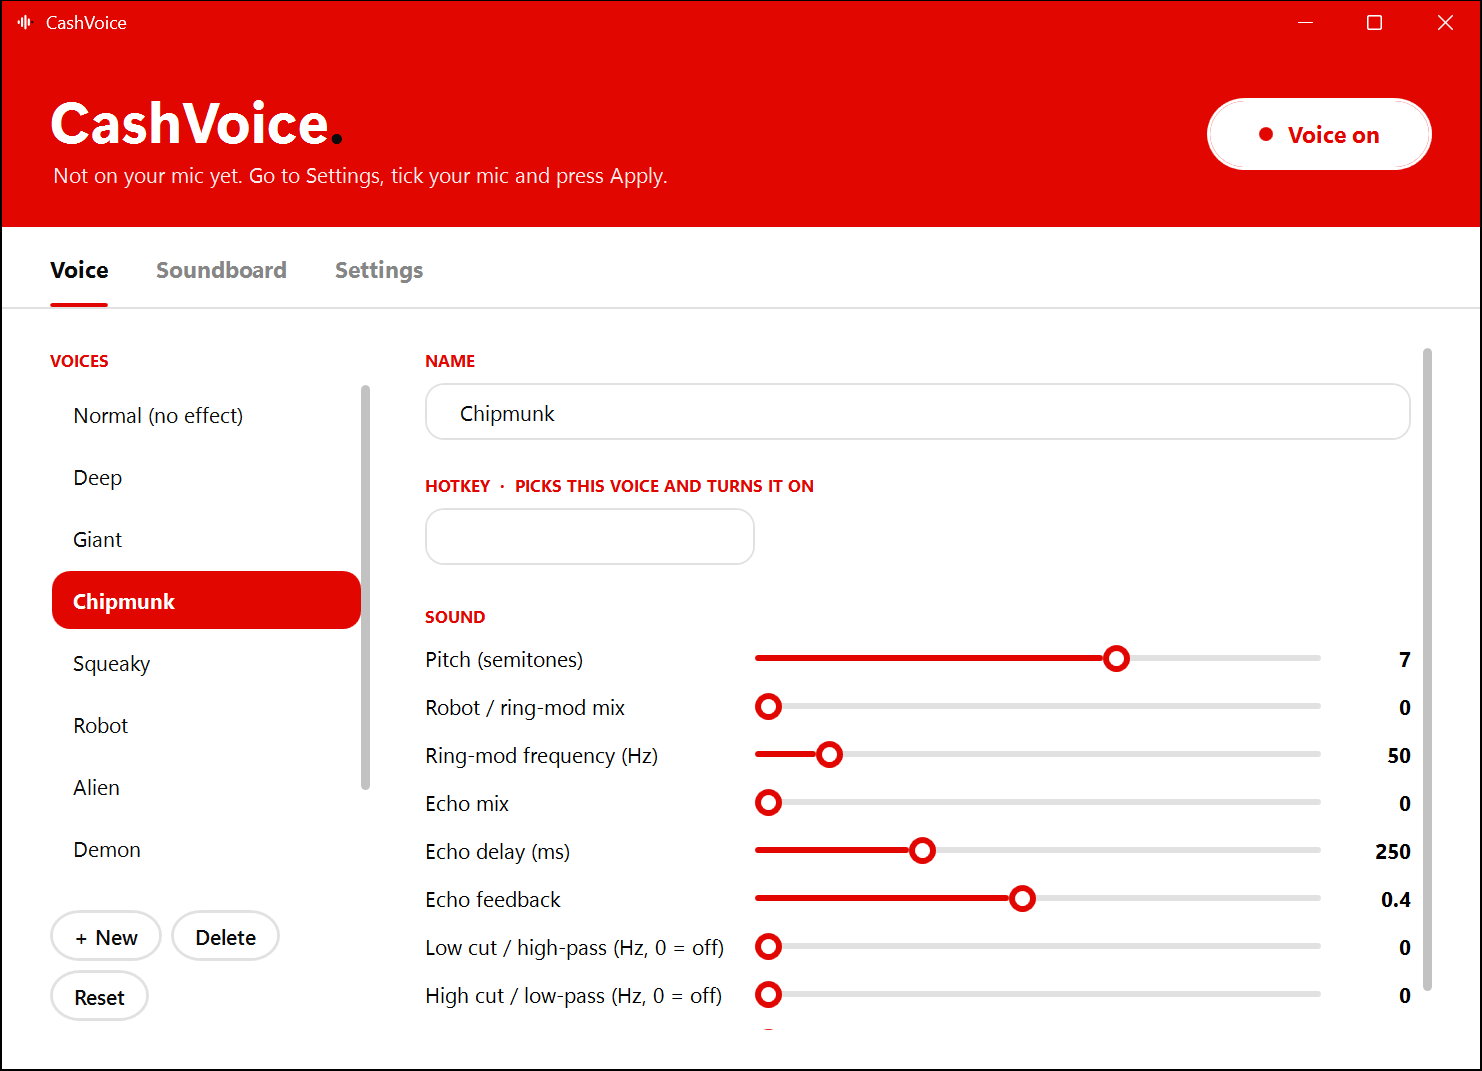 CashVoice
CashVoice.
Not on your mic yet. Go to Settings, tick your mic and press Apply.
Voice on
Voice Soundboard Settings
VOICES
Normal (no effect)
Deep
Giant
Chipmunk
Squeaky
Robot
Alien
Demon
+ New Delete
Reset
NAME
Chipmunk
HOTKEY · PICKS THIS VOICE AND TURNS IT ON
SOUND
Pitch (semitones) 7
Robot / ring-mod mix 0
Ring-mod frequency (Hz) 50
Echo mix 0
Echo delay (ms) 250
Echo feedback 0.4
Low cut / high-pass (Hz, 0 = off) 0
High cut / low-pass (Hz, 0 = off) 0